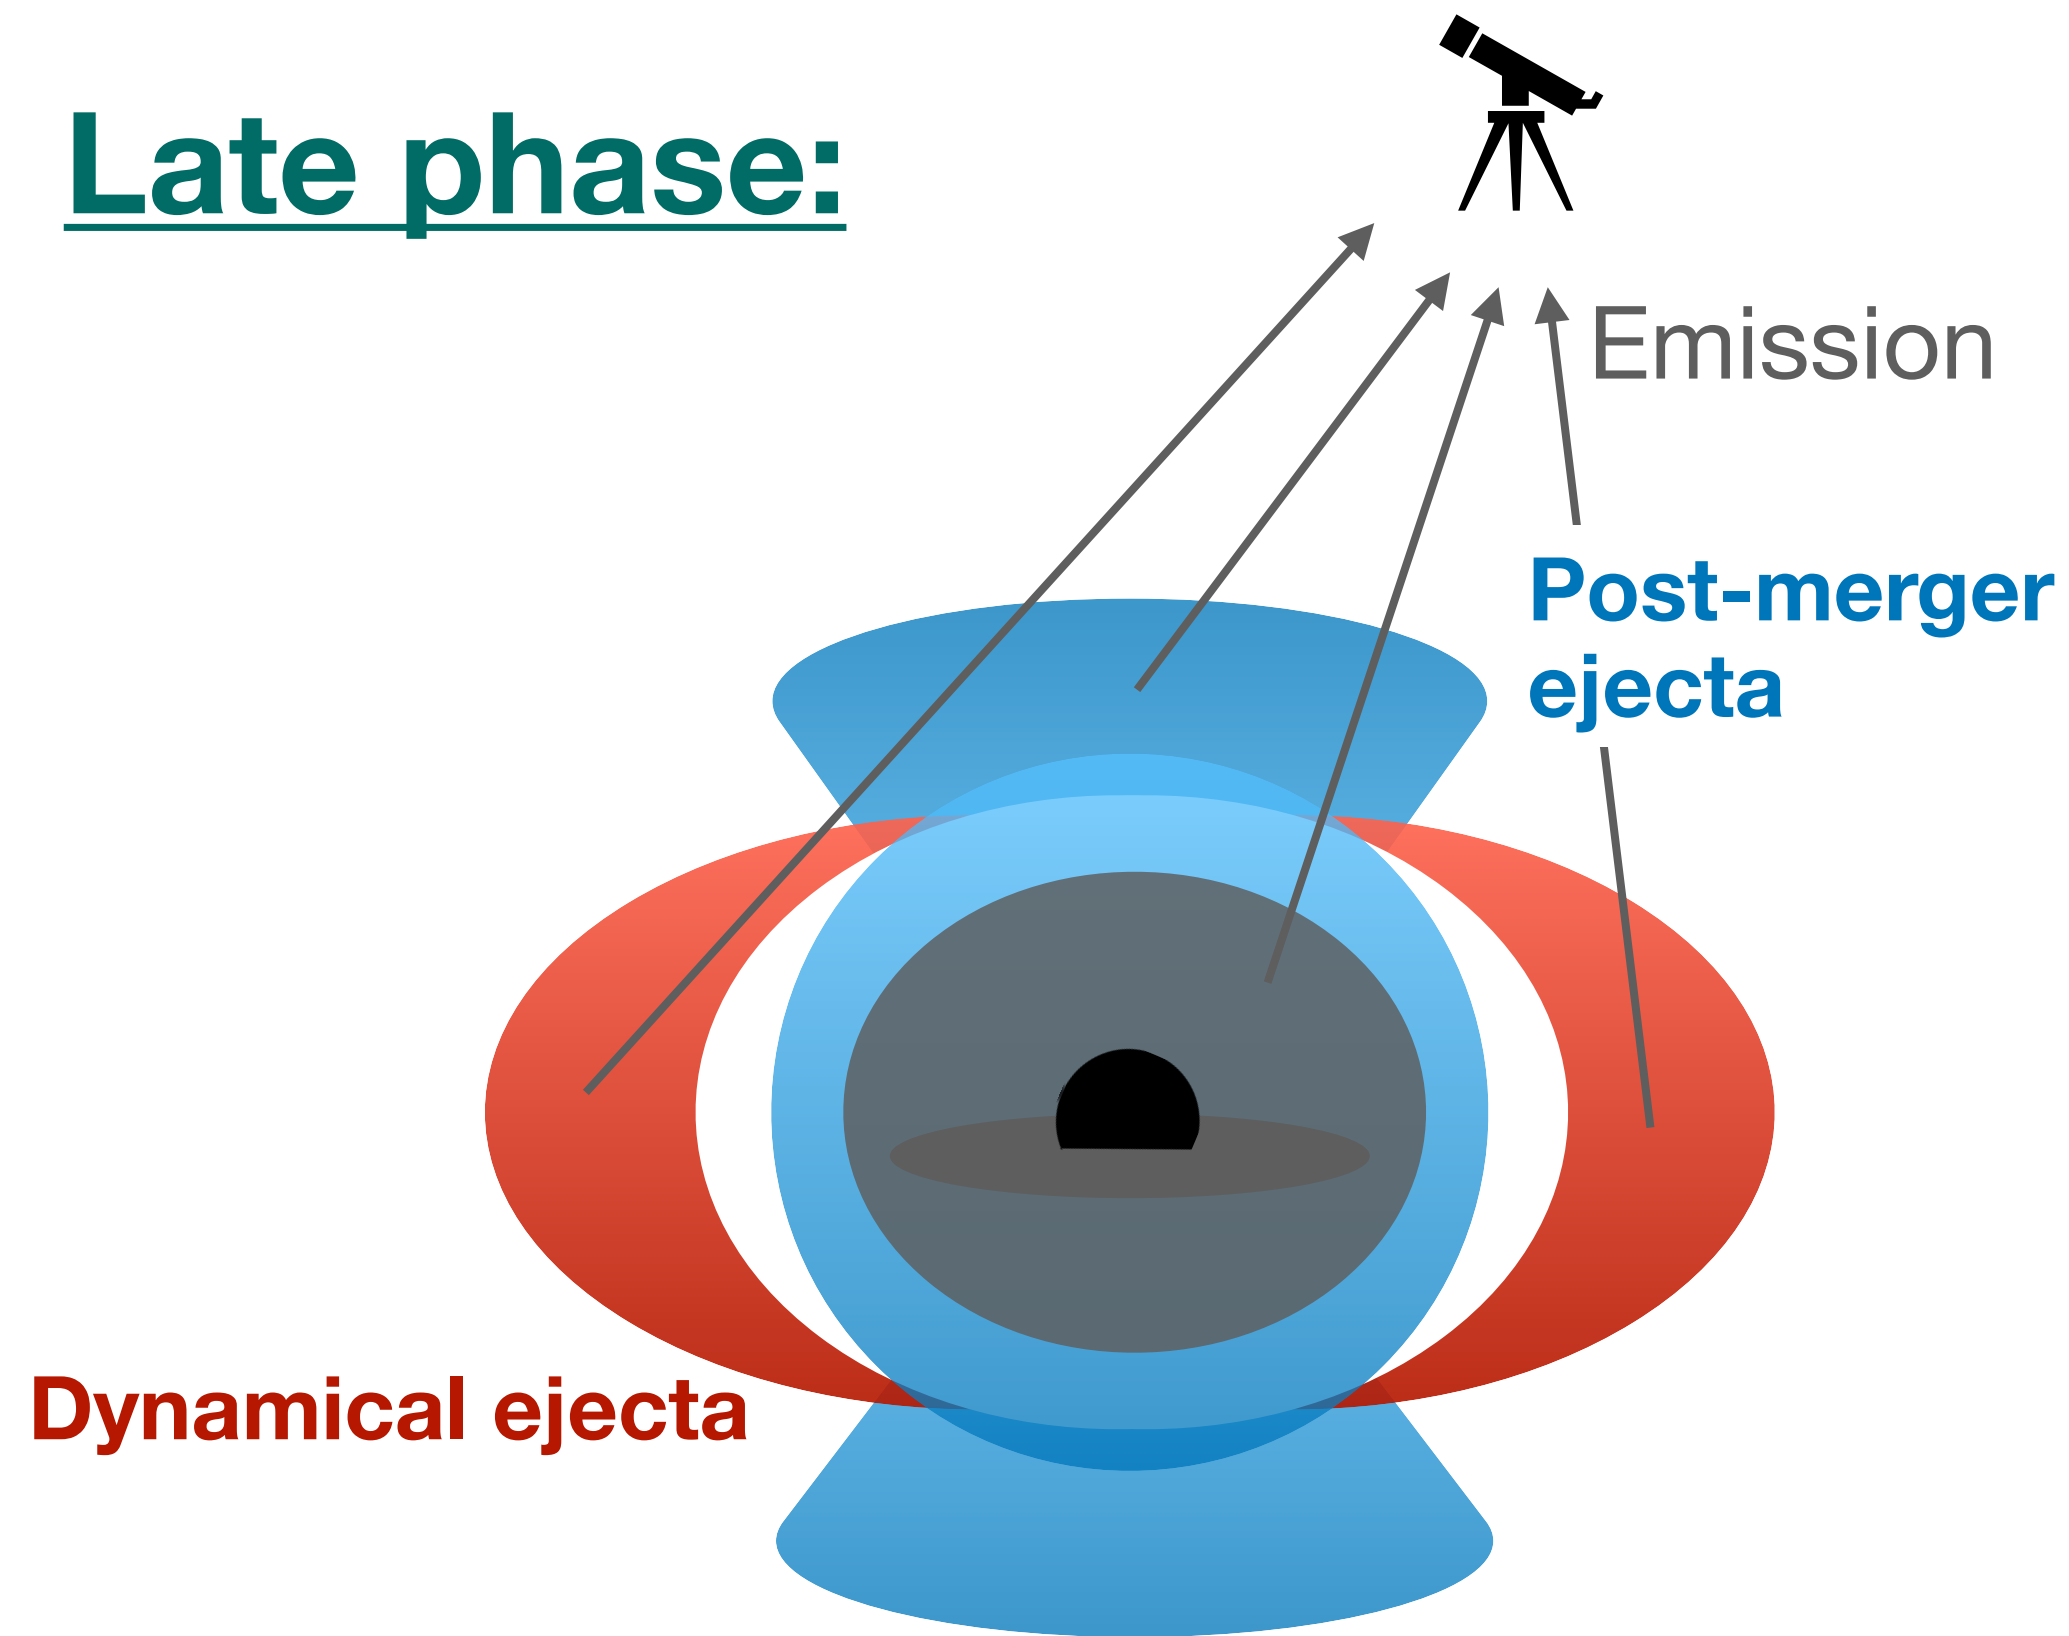 Late phase:
Emission
Post-merger
ejecta
Dynamical ejecta